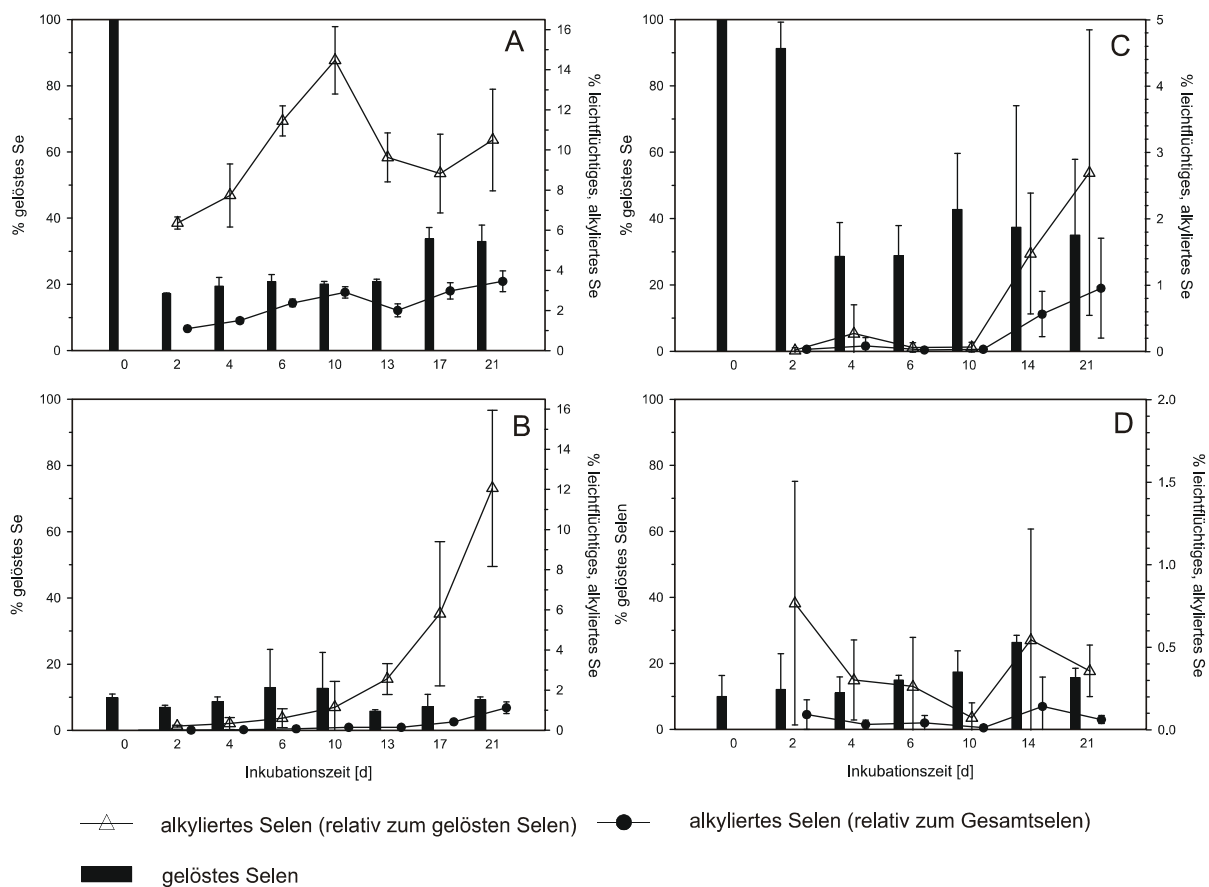 A
100
80
60
40
20
0
% gelöstes Se
16
14
12
10
8
6
4
2
0
% leichtflüchtiges, alkyliertes Se
0 2 4 6 10 13 17 21
C
100
80
60
40
20
0
% gelöstes Se
5
4
3
2
1
0
% leichtflüchtiges, alkyliertes Se
0 2 4 6 10 14 21
B
100
80
60
40
20
0
% gelöstes Se
16
14
12
10
8
6
4
2
0
% leichtflüchtiges, alkyliertes Se
0 2 4 6 10 13 17 21
Inkubationszeit [d]
D
100
80
60
40
20
0
% gelöstes Selen
2.0
1.5
1.0
0.5
0.0
% leichtflüchtiges, alkyliertes Se
0 2 4 6 10 14 21
Inkubationszeit [d]
alkyliertes Selen (relativ zum gelösten Selen)
alkyliertes Selen (relativ zum Gesamtselen)
gelöstes Selen